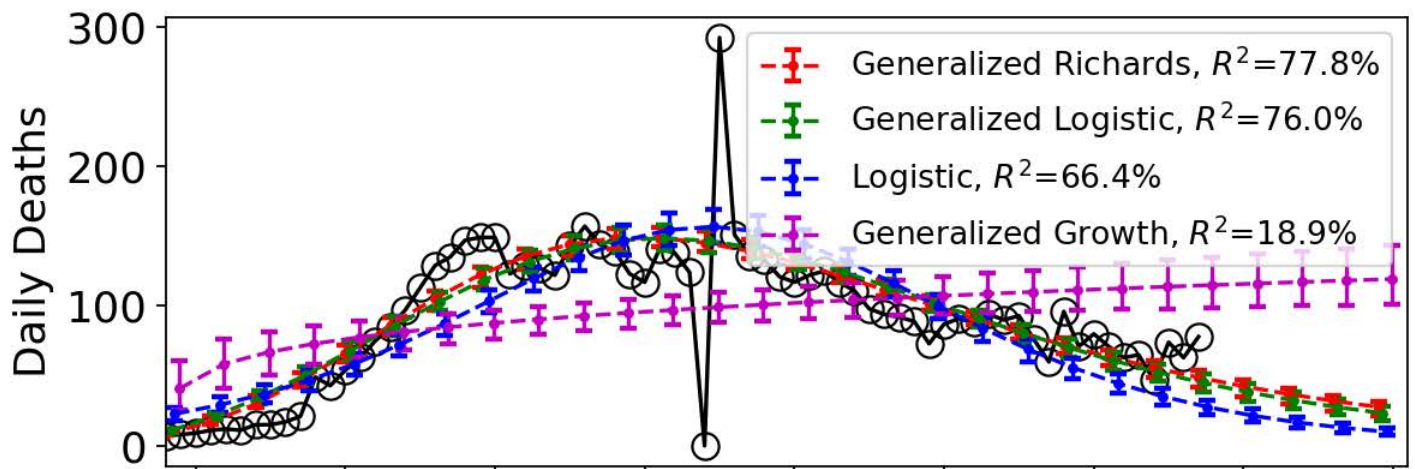 300
200
100
0
Daily Deaths
Generalized Richards, R²=77.8%
Generalized Logistic, R²=76.0%
Logistic, R²=66.4%
Generalized Growth, R²=18.9%